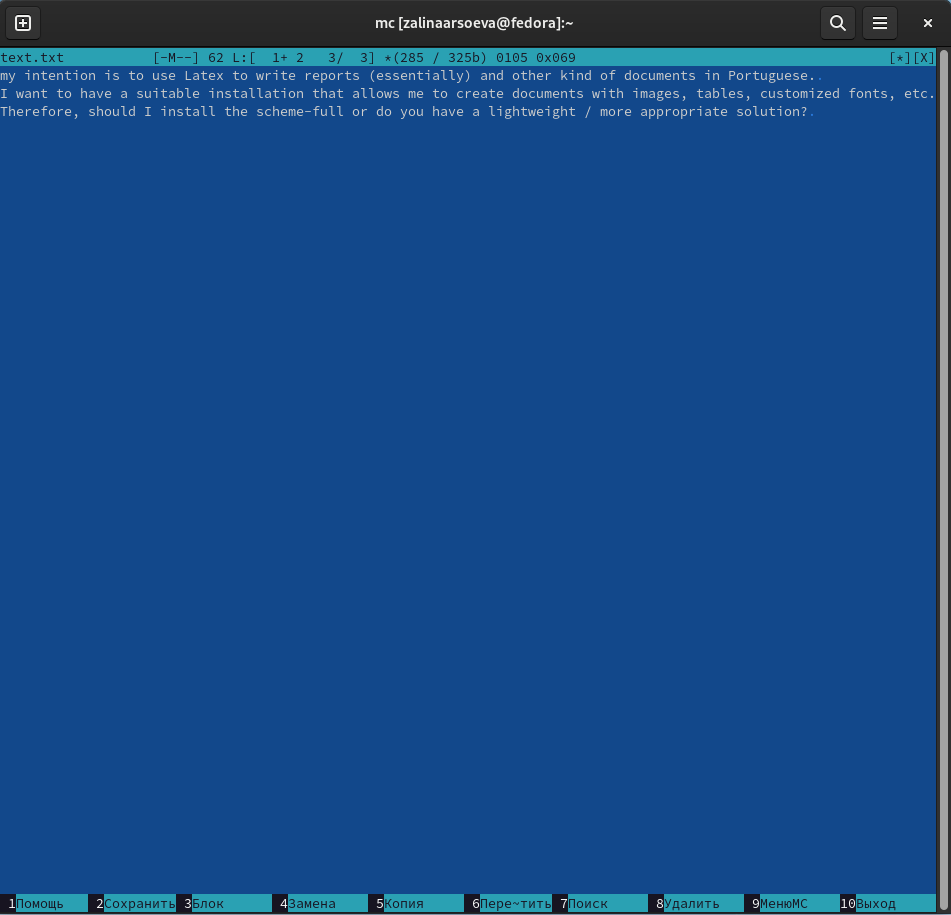 mc [zalinaarsoeva@fedora]:~
text.txt [-M--] 62 L:[ 1+ 2 3/ 3] *(285 / 325b) 0105 0x069 [*][X]
my intention is to use Latex to write reports (essentially) and other kind of documents in Portuguese..
I want to have a suitable installation that allows me to create documents with images, tables, customized fonts, etc.
Therefore, should I install the scheme-full or do you have a lightweight / more appropriate solution?.
1Помощь 2Сохранить 3Блок 4Замена 5Копия 6Пере~тить 7Поиск 8Удалить 9МенюMC 10Выход